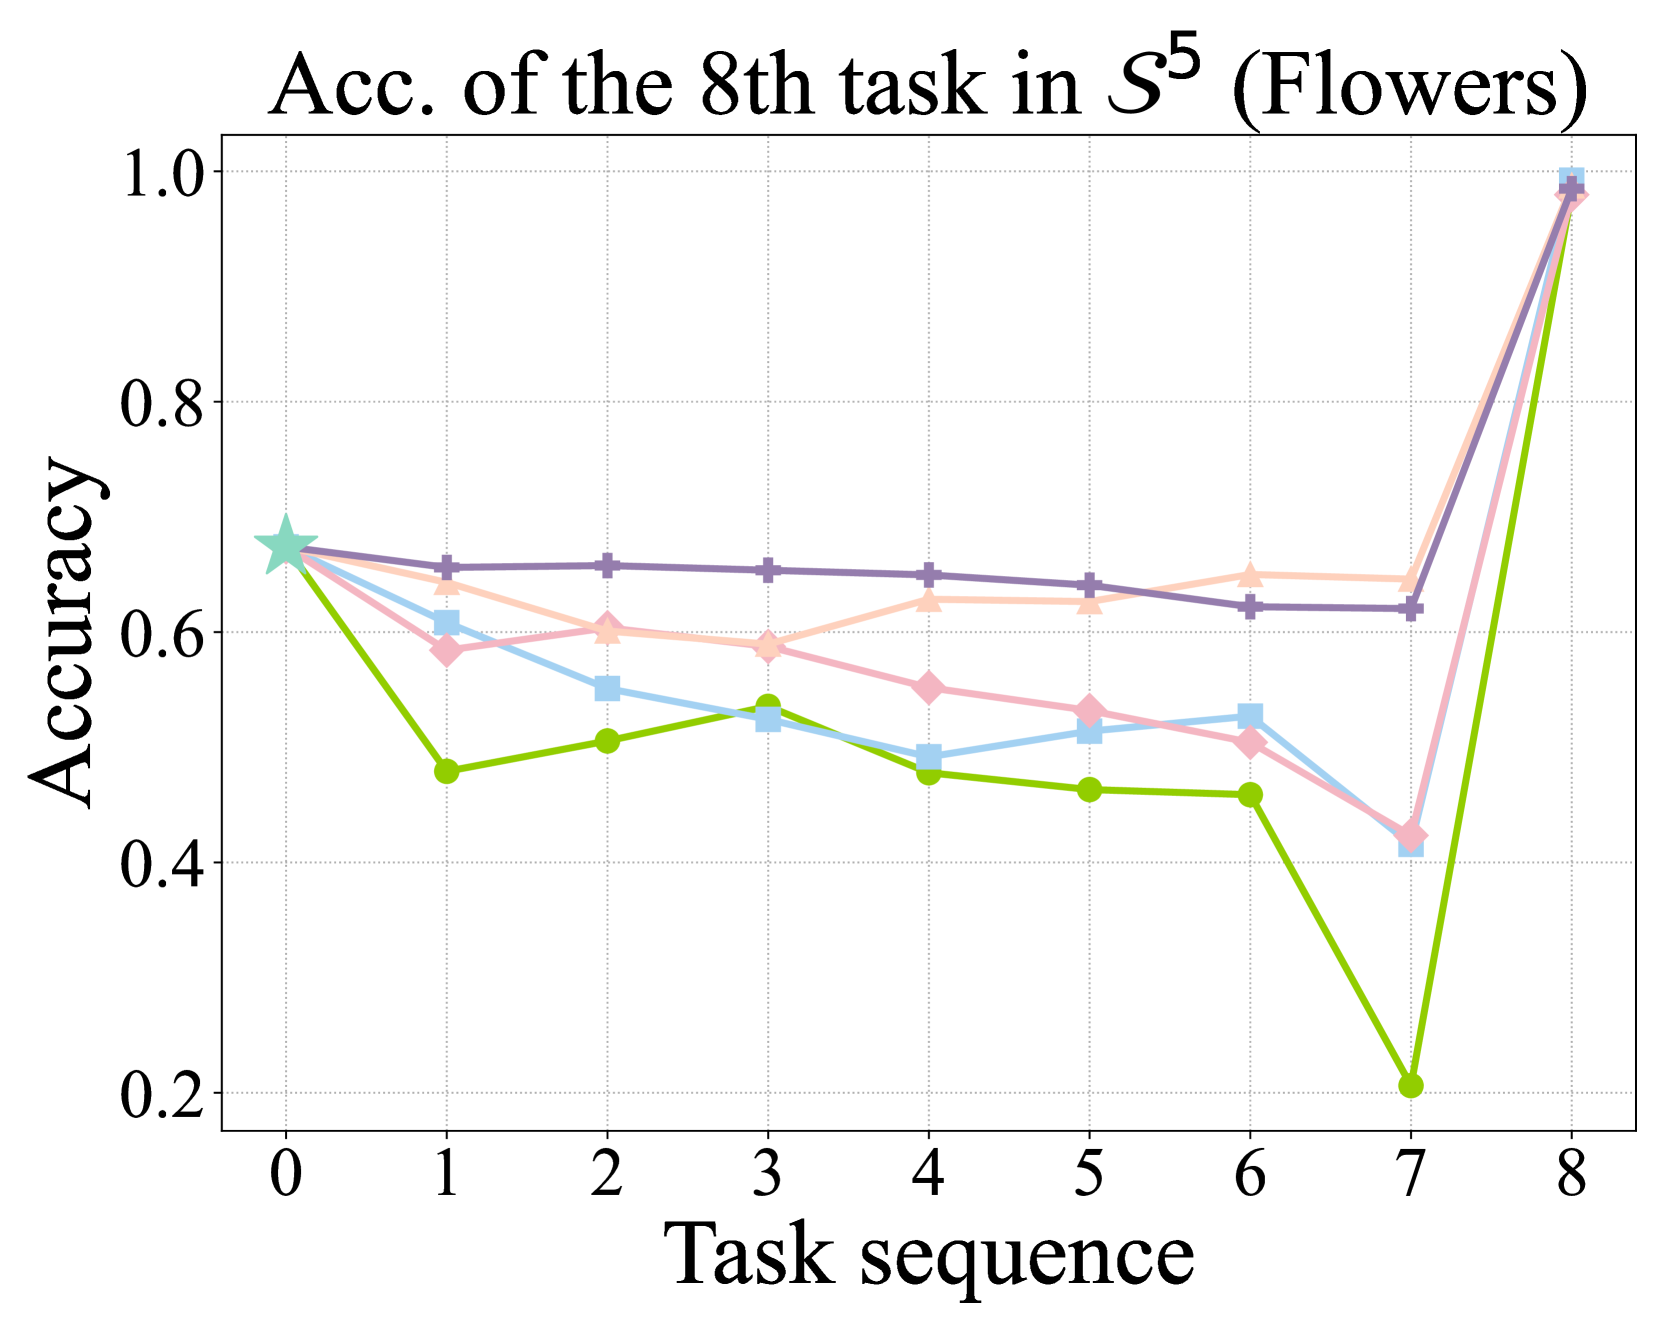 Acc. of the 8th task in 𝒮⁵ (Flowers)
1.0
0.8
0.6
0.4
0.2
Accuracy
0 1 2 3 4 5 6 7 8
Task sequence